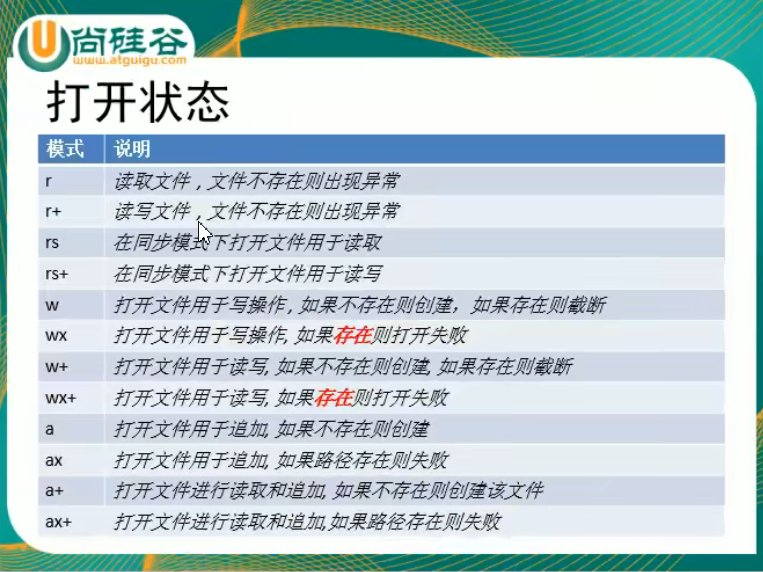 尚硅谷
www.atguigu.com
打开状态
模式 说明
r 读取文件，文件不存在则出现异常
r+ 读写文件，文件不存在则出现异常
rs 在同步模式下打开文件用于读取
rs+ 在同步模式下打开文件用于读写
w 打开文件用于写操作，如果不存在则创建，如果存在则截断
wx 打开文件用于写操作, 如果存在则打开失败
w+ 打开文件用于读写, 如果不存在则创建, 如果存在则截断
wx+ 打开文件用于读写, 如果存在则打开失败
a 打开文件用于追加, 如果不存在则创建
ax 打开文件用于追加, 如果路径存在则失败
a+ 打开文件进行读取和追加, 如果不存在则创建该文件
ax+ 打开文件进行读取和追加,如果路径存在则失败